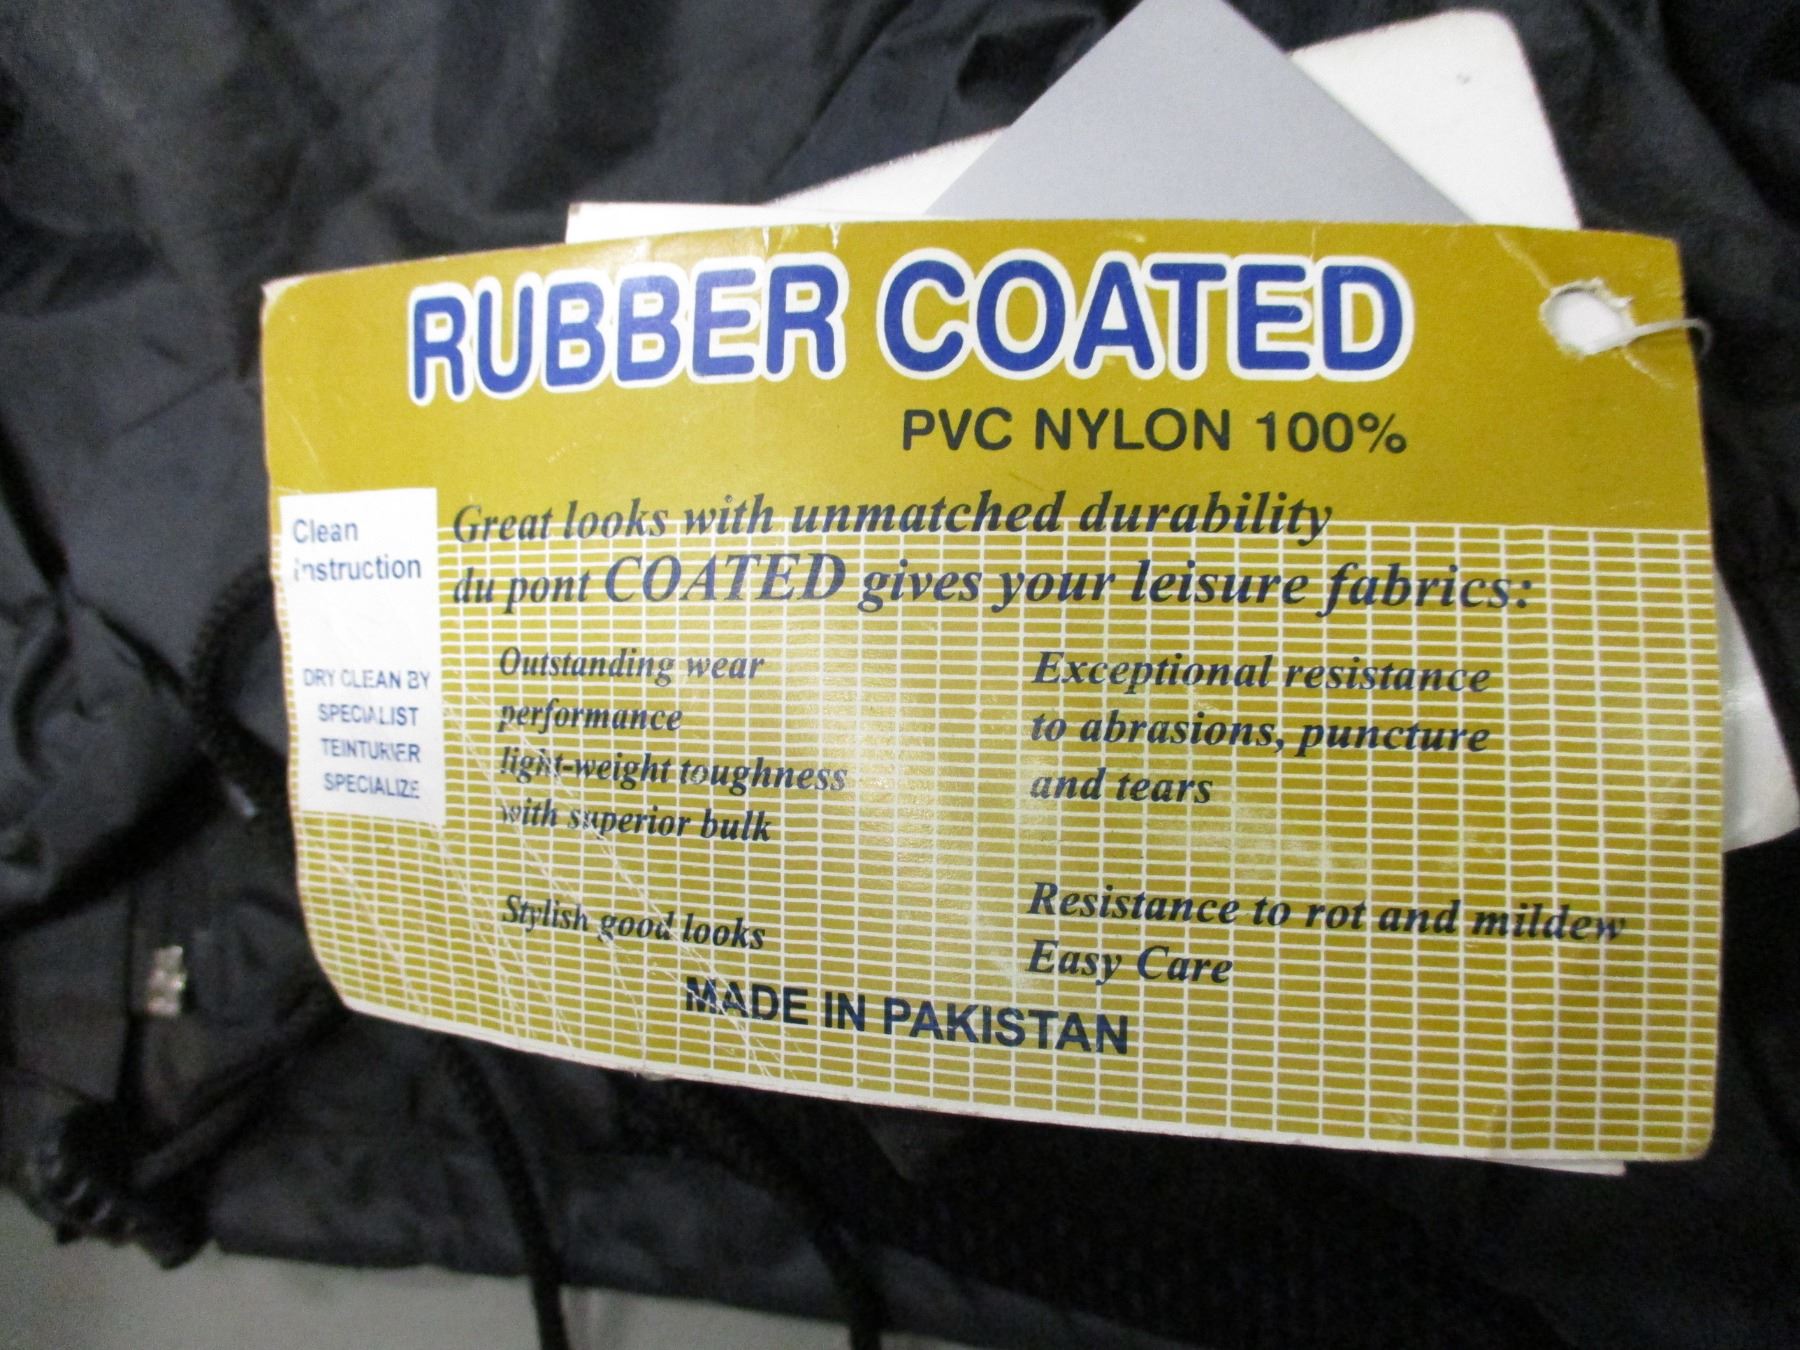 RUBBER COATED
PVC NYLON 100%
Clean
instruction
DRY CLEAN BY
SPECIALIST
TEINTURIER
SPECIALIZE
Great looks with unmatched durability
du pont COATED gives your leisure fabrics:
Outstanding wear
performance
light-weight toughness
with superior bulk
Stylish good looks
Exceptional resistance
to abrasions, puncture
and tears
Resistance to rot and mildew
Easy Care
MADE IN PAKISTAN